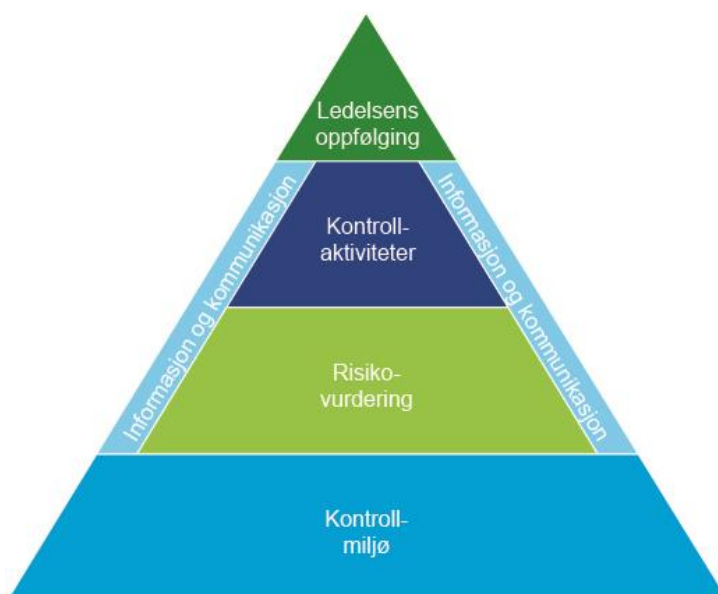 Ledelsens
oppfølging
Informasjon og kommunikasjon
Kontroll-
aktiviteter
Informasjon og kommunikasjon
Risiko-
vurdering
Kontroll-
miljø